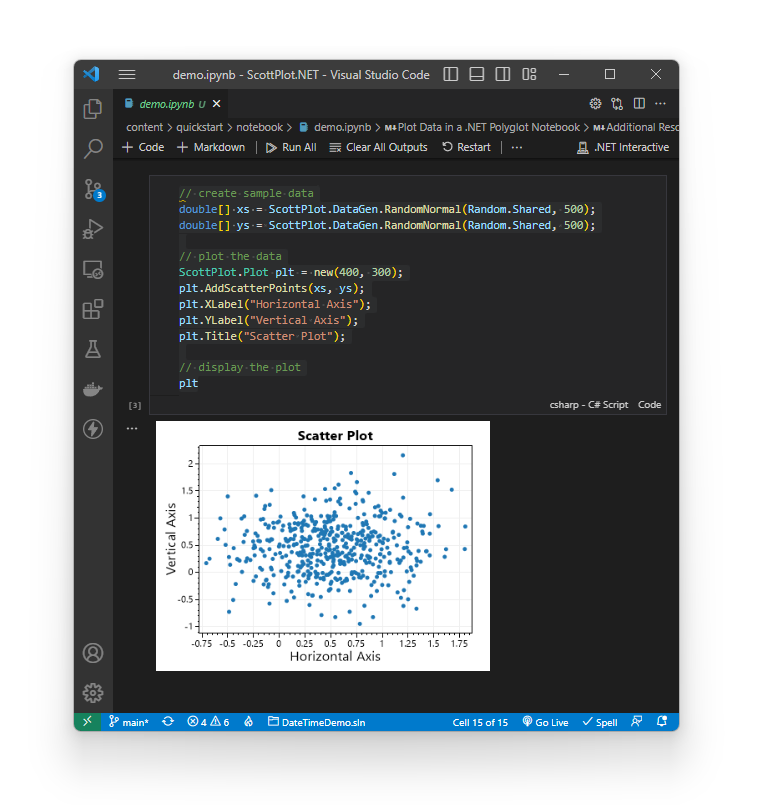 demo.ipynb - ScottPlot.NET - Visual Studio Code
demo.ipynb U
content > quickstart > notebook > demo.ipynb > M↓Plot Data in a .NET Polyglot Notebook > M↓Additional Resc
+ Code + Markdown Run All Clear All Outputs Restart ... .NET Interactive
3
// create sample data
double[] xs = ScottPlot.DataGen.RandomNormal(Random.Shared, 500);
double[] ys = ScottPlot.DataGen.RandomNormal(Random.Shared, 500);
// plot the data
ScottPlot.Plot plt = new(400, 300);
plt.AddScatterPoints(xs, ys);
plt.XLabel("Horizontal Axis");
plt.YLabel("Vertical Axis");
plt.Title("Scatter Plot");
// display the plot
plt
[3]
csharp - C# Script Code
...
Scatter Plot
Vertical Axis
2
1.5
1
0.5
0
-0.5
-1
-0.75 -0.5 -0.25 0 0.25 0.5 0.75 1 1.25 1.5 1.75
Horizontal Axis
main* 4 6 DateTimeDemo.sln Cell 15 of 15 Go Live Spell